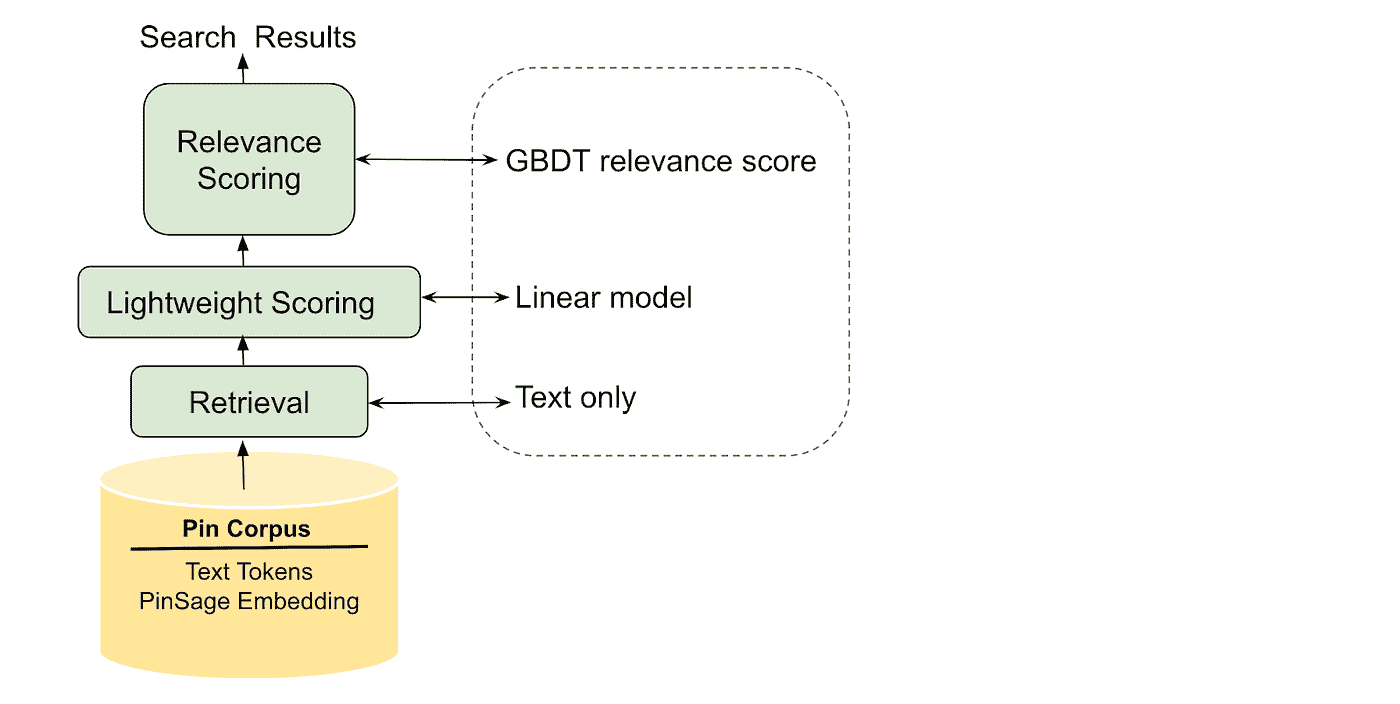 Search Results
Relevance
Scoring
GBDT relevance score
Lightweight Scoring
Linear model
Retrieval
Text only
Pin Corpus
Text Tokens
PinSage Embedding